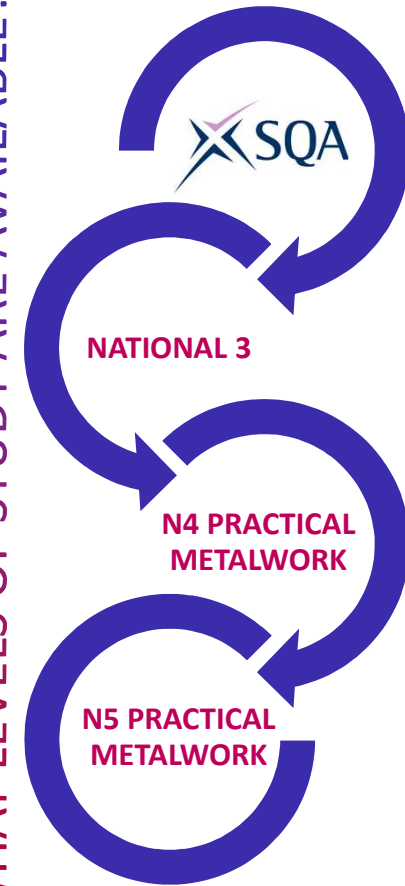 LEVELS OF STUDY ARE AVAILABLE
SQA
NATIONAL 3
N4 PRACTICAL
METALWORK
N5 PRACTICAL
METALWORK